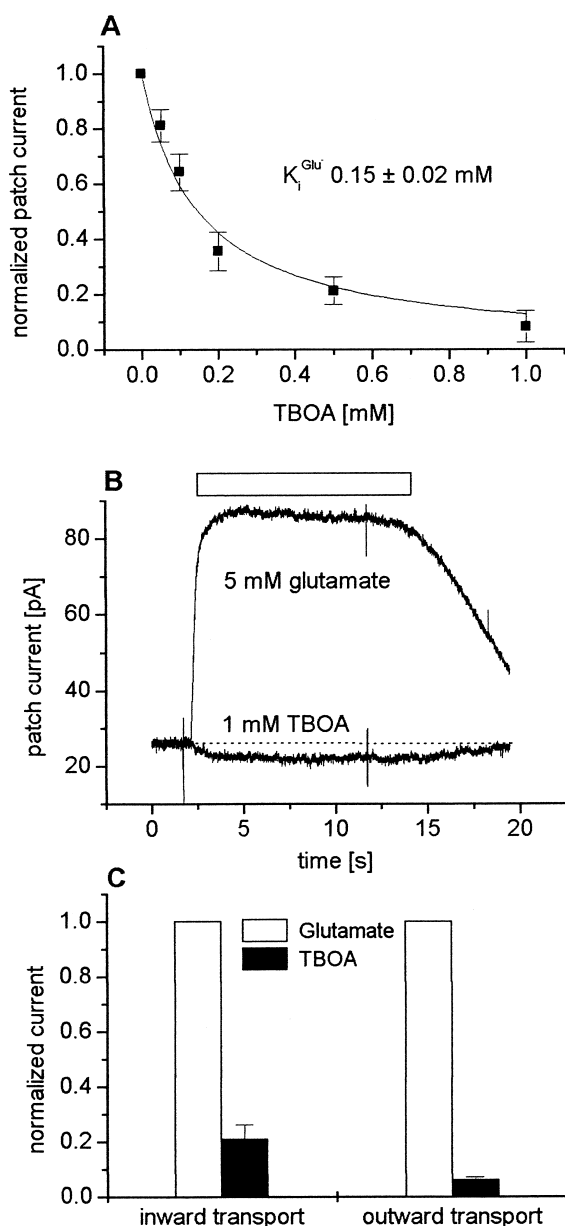 A
normalized patch current
1.0
0.8
0.6
0.4
0.2
0.0
K_i^Glu- 0.15 ± 0.02 mM
0.0 0.2 0.4 0.6 0.8 1.0
TBOA [mM]
B
patch current [pA]
80
60
40
20
5 mM glutamate
1 mM TBOA
0 5 10 15 20
time [s]
C
normalized current
1.0
0.8
0.6
0.4
0.2
0.0
Glutamate
TBOA
inward transport outward transport